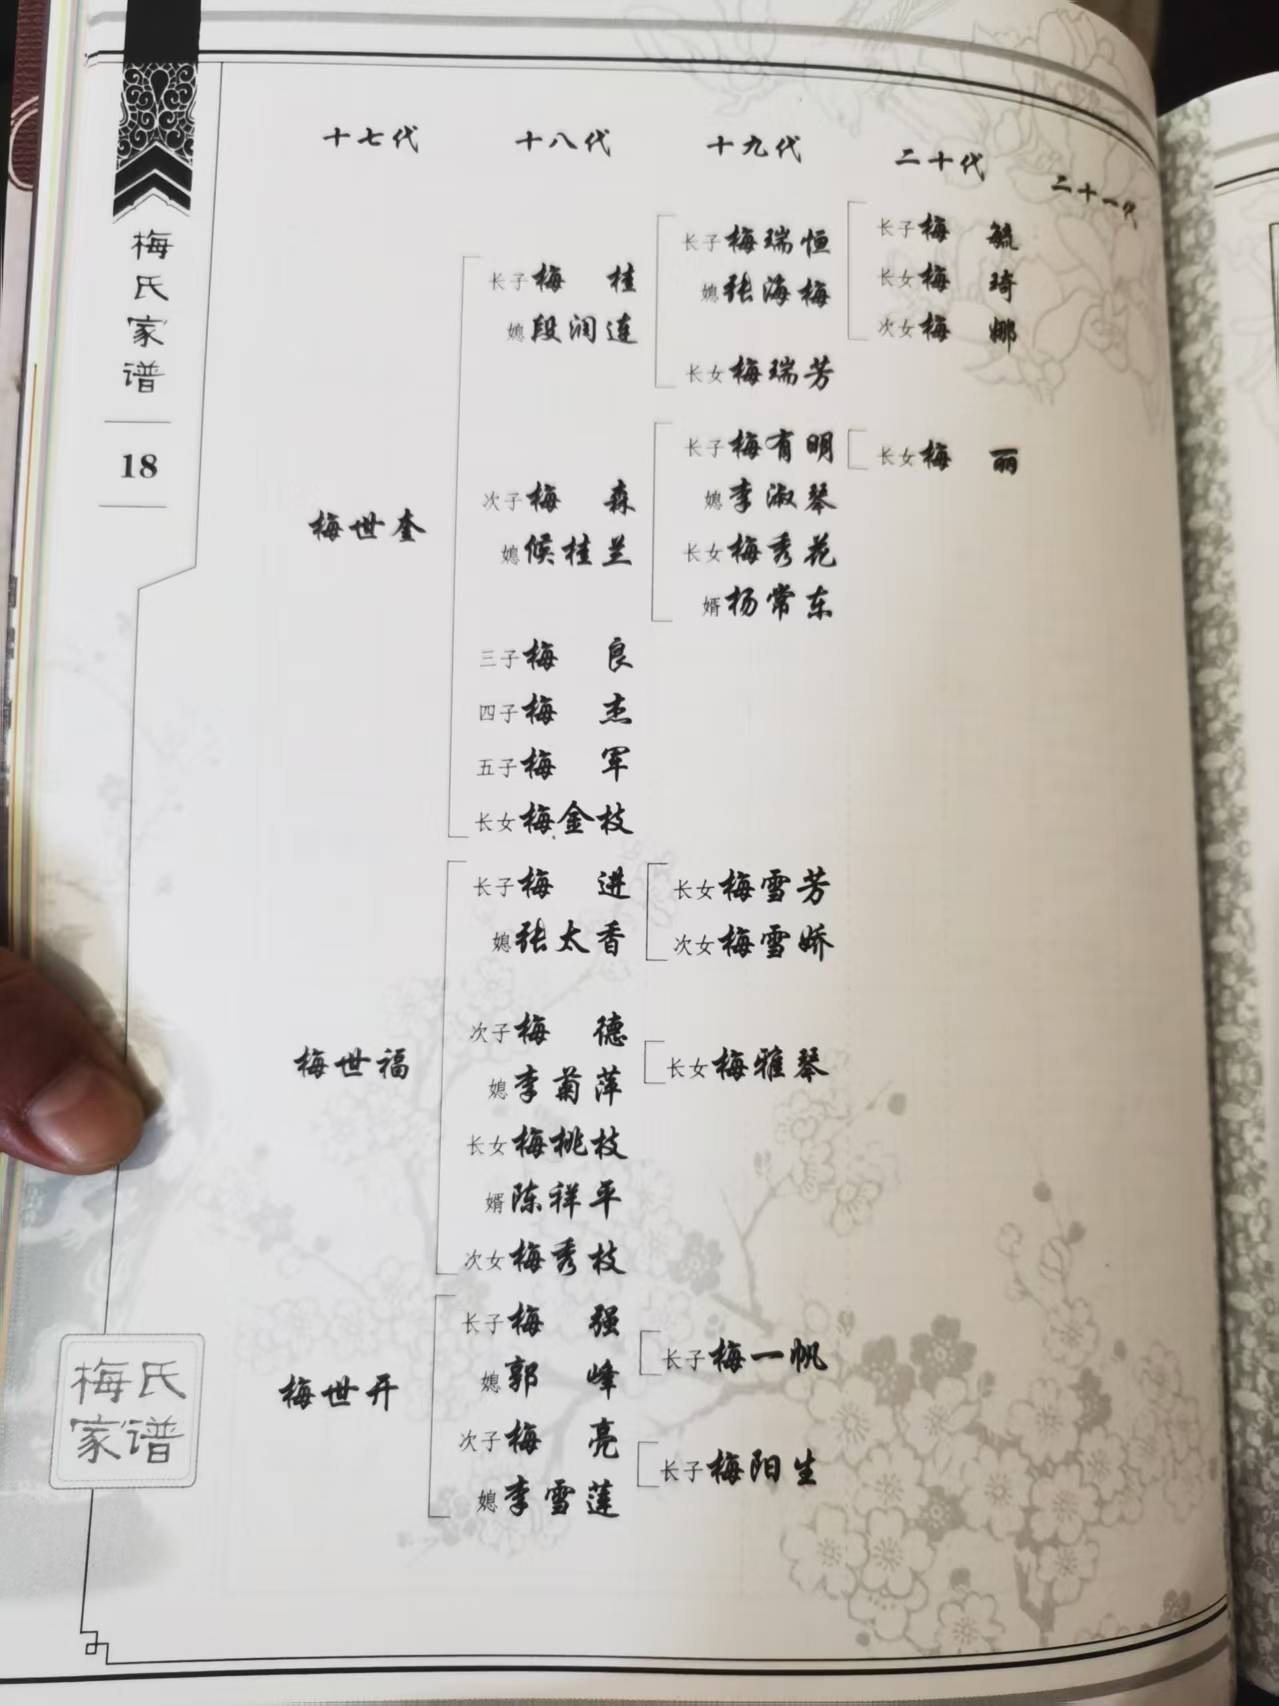 十七代 十八代 十九代 二十代 二十一代
梅氏家谱
18
梅世奎
长子梅桂
媳段润连
长子梅瑞恒
媳张海梅
长子梅毓
长女梅琦
次女梅娜
长女梅瑞芳
次子梅森
媳候桂兰
长子梅有明
媳李淑琴
长女梅丽
长女梅秀花
婿杨常东
三子梅良
四子梅杰
五子梅军
长女梅金枝
梅世福
长子梅进
媳张太香
长女梅雪芳
次女梅雪娇
次子梅德
媳李菊萍
长女梅雅琴
长女梅桃枝
婿陈祥平
次女梅秀枝
梅世开
长子梅强
媳郭峰
长子梅一帆
次子梅亮
媳李雪莲
长子梅阳生
梅氏
家谱